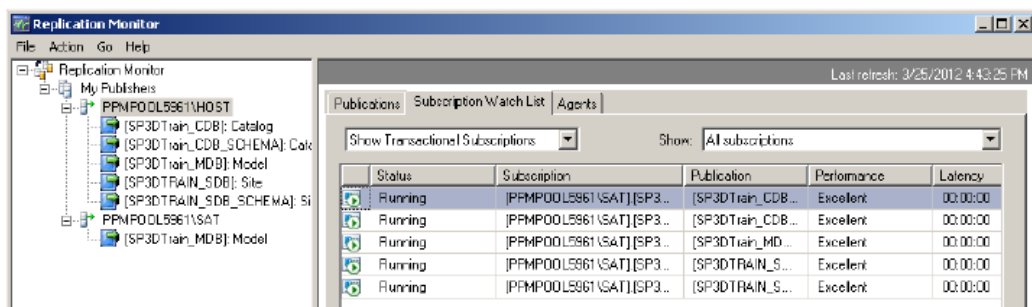 Replication Monitor
File Action Go Help
Replication Monitor
My Publishers
PPMPOOL5961\HOST
[SP3DTrain_CDB]: Catalog
[SP3DTrain_CDB_SCHEMA]: Cata
[SP3DTrain_MDB]: Model
[SP3DTRAIN_SDB]: Site
[SP3DTRAIN_SDB_SCHEMA]: Si
PPMPOOL5961\SAT
[SP3DTrain_MDB]: Model
Last refresh: 3/25/2012 4:43:25 PM
Publications Subscription Watch List Agents
Show Transactional Subscriptions Show: All subscriptions
Status Subscription Publication Performance Latency
Running [PPMPOOL5961\SAT].[SP3... [SP3DTrain_CDB... Excellent 00:00:00
Running [PPMPOOL5961\SAT].[SP3... [SP3DTrain_CDB... Excellent 00:00:00
Running [PPMPOOL5961\SAT].[SP3... [SP3DTrain_MD... Excellent 00:00:00
Running [PPMPOOL5961\SAT].[SP3... [SP3DTRAIN_S... Excellent 00:00:00
Running [PPMPOOL5961\SAT].[SP3... [SP3DTRAIN_S... Excellent 00:00:00